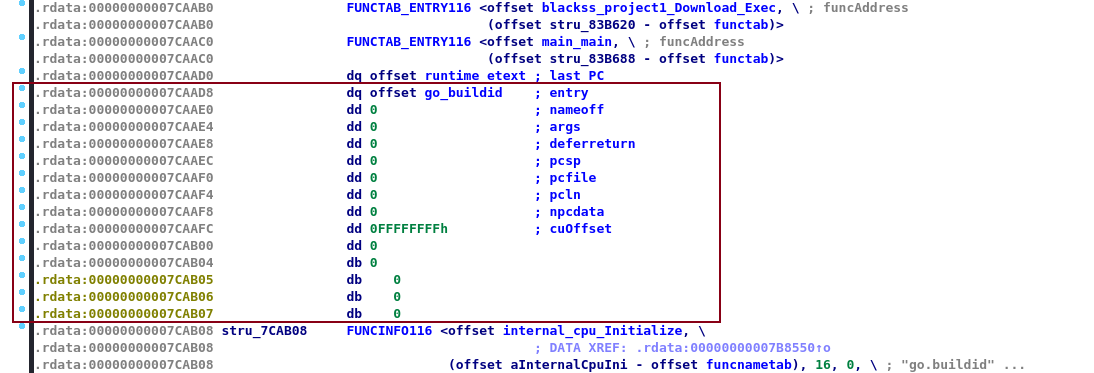 .rdata:00000000007CAAB0 FUNCTAB_ENTRY116 <offset blackss_project1_Download_Exec, \ ; funcAddress
.rdata:00000000007CAAB0 (offset stru_83B620 - offset functab)>
.rdata:00000000007CAAC0 FUNCTAB_ENTRY116 <offset main_main, \ ; funcAddress
.rdata:00000000007CAAC0 (offset stru_83B688 - offset functab)>
.rdata:00000000007CAAD0 dq offset runtime etext ; last PC
.rdata:00000000007CAAD8 dq offset go_buildid ; entry
.rdata:00000000007CAAE0 dd 0 ; nameoff
.rdata:00000000007CAAE4 dd 0 ; args
.rdata:00000000007CAAE8 dd 0 ; deferreturn
.rdata:00000000007CAAEC dd 0 ; pcsp
.rdata:00000000007CAAF0 dd 0 ; pcfile
.rdata:00000000007CAAF4 dd 0 ; pcln
.rdata:00000000007CAAF8 dd 0 ; npcdata
.rdata:00000000007CAAFC dd 0FFFFFFFFh ; cuOffset
.rdata:00000000007CAB00 dd 0
.rdata:00000000007CAB04 db 0
.rdata:00000000007CAB05 db 0
.rdata:00000000007CAB06 db 0
.rdata:00000000007CAB07 db 0
.rdata:00000000007CAB08 stru_7CAB08 FUNCINFO116 <offset internal_cpu_Initialize, \
.rdata:00000000007CAB08 ; DATA XREF: .rdata:00000000007B8550↑o
.rdata:00000000007CAB08 (offset aInternalCpuIni - offset funcnametab), 16, 0, \ ; "go.buildid" ...